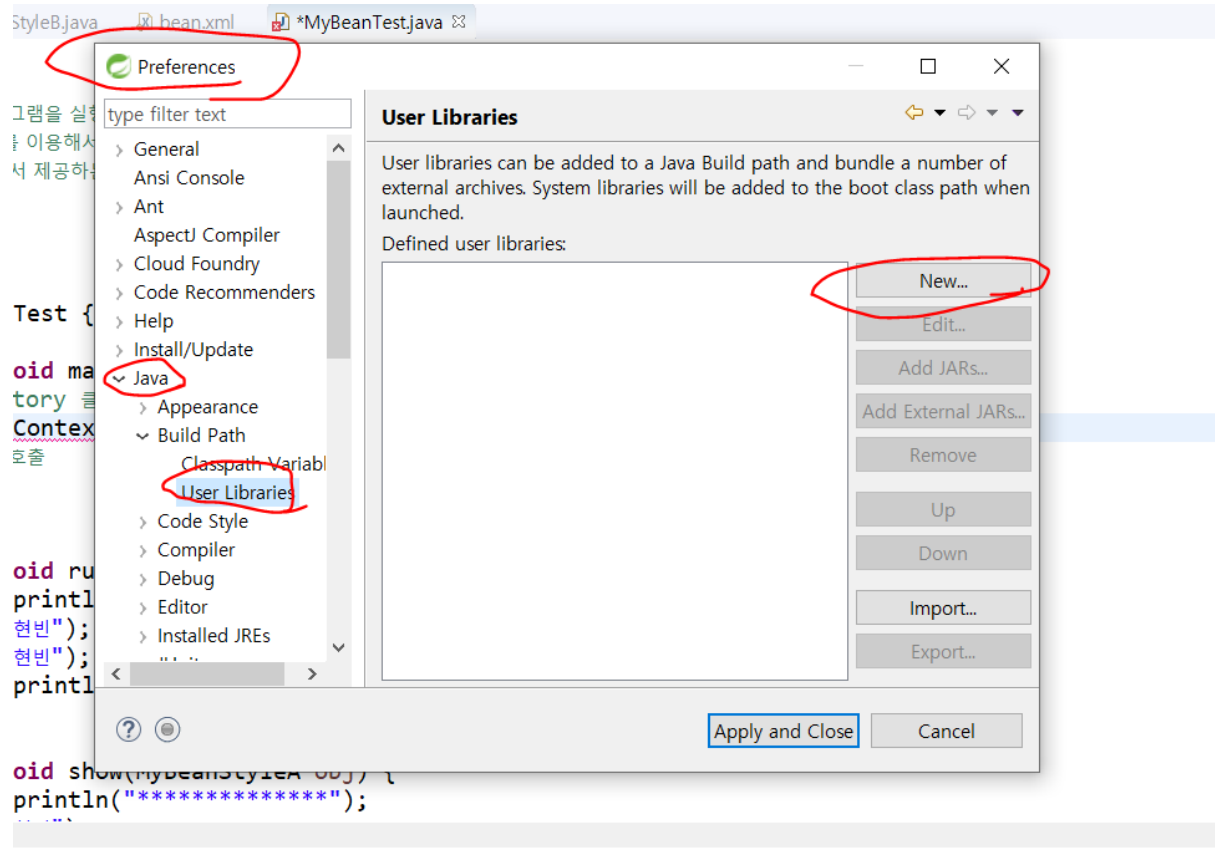 StyleB.java bean.xml *MyBeanTest.java
Preferences
type filter text
General
Ansi Console
Ant
AspectJ Compiler
Cloud Foundry
Code Recommenders
Help
Install/Update
Java
Appearance
Build Path
Classpath Variabl
User Libraries
Code Style
Compiler
Debug
Editor
Installed JREs
User Libraries
User libraries can be added to a Java Build path and bundle a number of
external archives. System libraries will be added to the boot class path when
launched.
Defined user libraries:
New...
Edit...
Add JARs...
Add External JARs...
Remove
Up
Down
Import...
Export...
Apply and Close
Cancel
그램을 실행
를 이용해서
서 제공하는
Test {
oid ma
tory
Contex
호출
oid ru
printl
현빈");
현빈");
printl
oid show(MyBeanStyleA obj) {
println("**************");